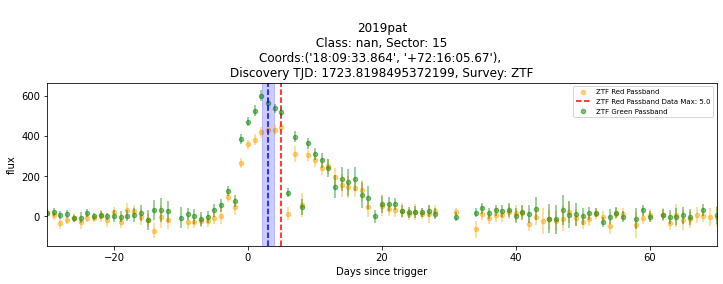 2019pat
Class: nan, Sector: 15
Coords:('18:09:33.864', '+72:16:05.67'),
Discovery TJD: 1723.8198495372199, Survey: ZTF
ZTF Red Passband
ZTF Red Passband Data Max: 5.0
ZTF Green Passband
600
400
200
0
flux
−20
0
20
40
60
Days since trigger